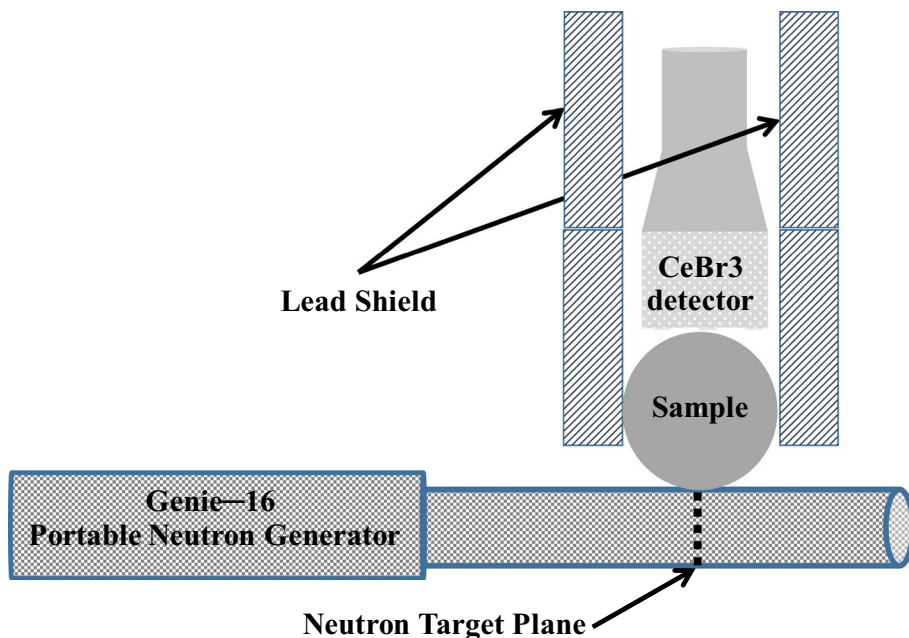 CeBr3
detector
Lead Shield
Sample
Genie—16
Portable Neutron Generator
Neutron Target Plane